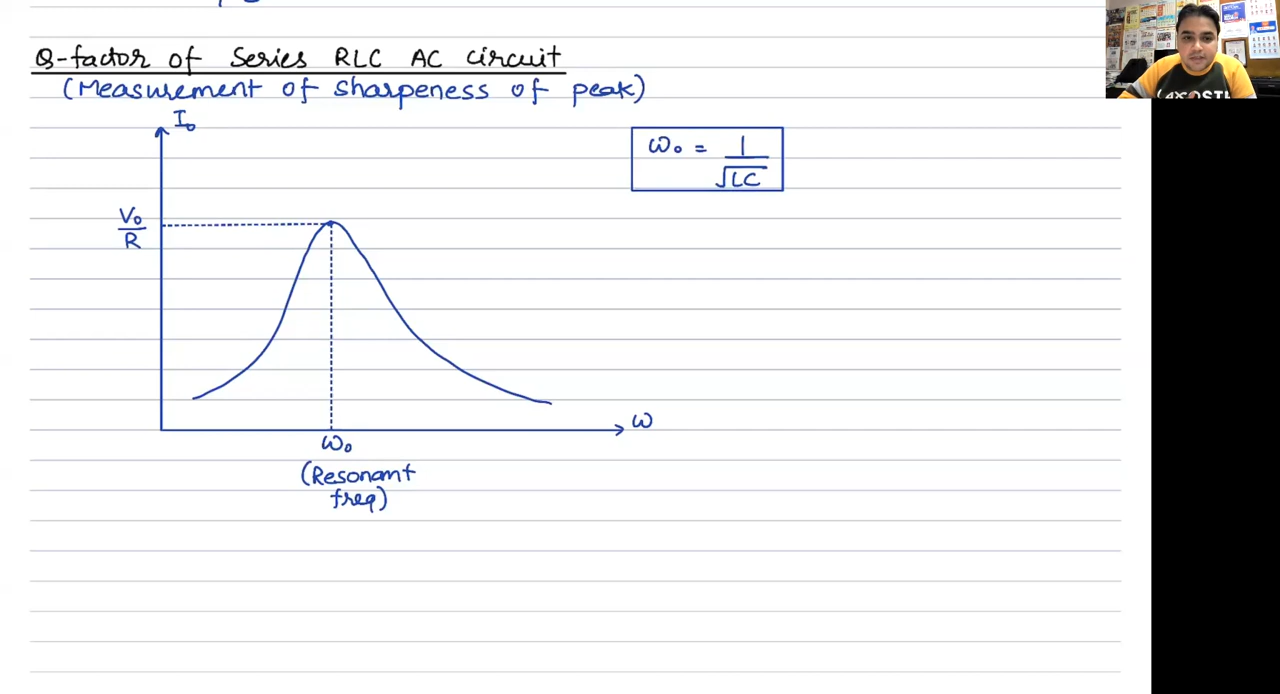 Q-factor of Series RLC AC circuit
(Measurement of sharpeness of peak)
I₀
ω₀ = 1/√LC
V₀/R
ω
ω₀
(Resonant
freq)